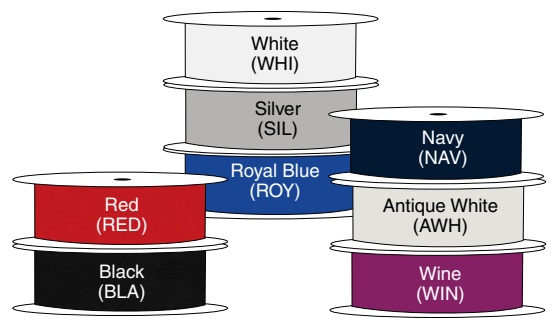 White
(WHI)
Silver
(SIL)
Royal Blue
(ROY)
Navy
(NAV)
Antique White
(AWH)
Wine
(WIN)
Red
(RED)
Black
(BLA)